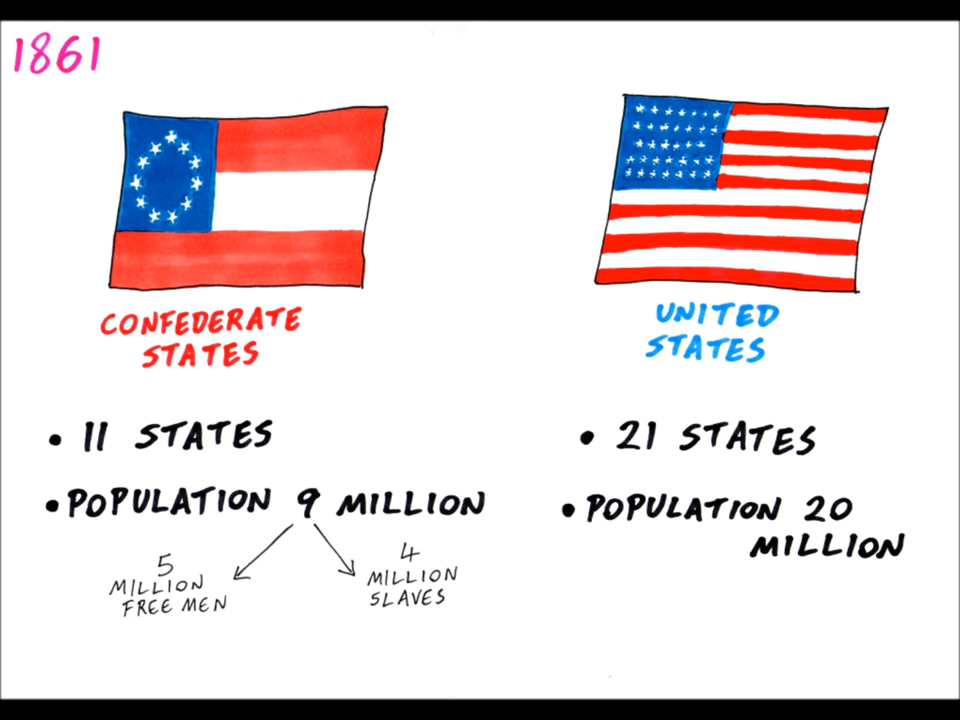 1861
CONFEDERATE
STATES
• 11 STATES
• POPULATION 9 MILLION
5
MILLION
FREE MEN
4
MILLION
SLAVES
UNITED
STATES
• 21 STATES
• POPULATION 20
MILLION